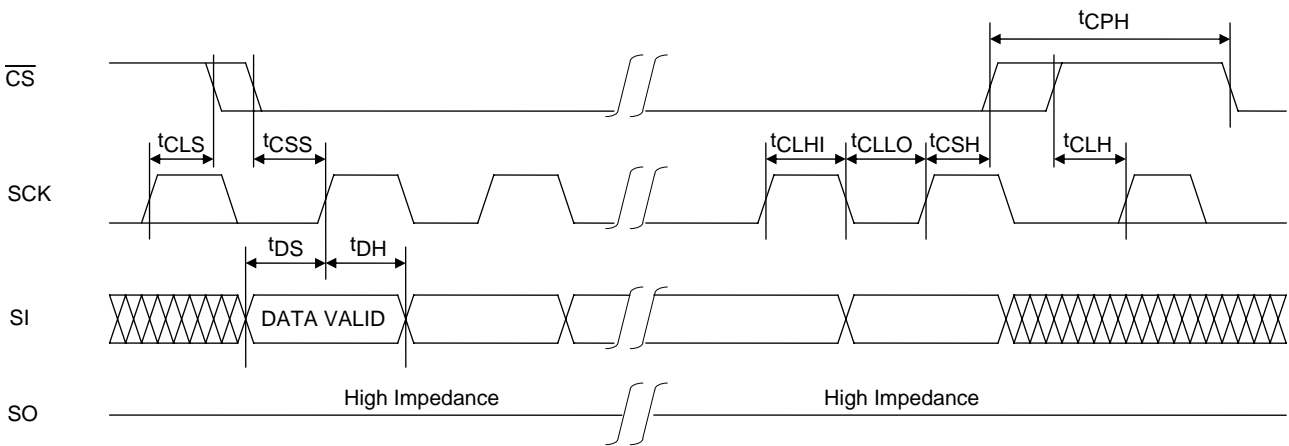 tCPH
CS
tCLS tCSS tCLHI tCLLO tCSH tCLH
SCK
tDS tDH
SI DATA VALID
High Impedance High Impedance
SO